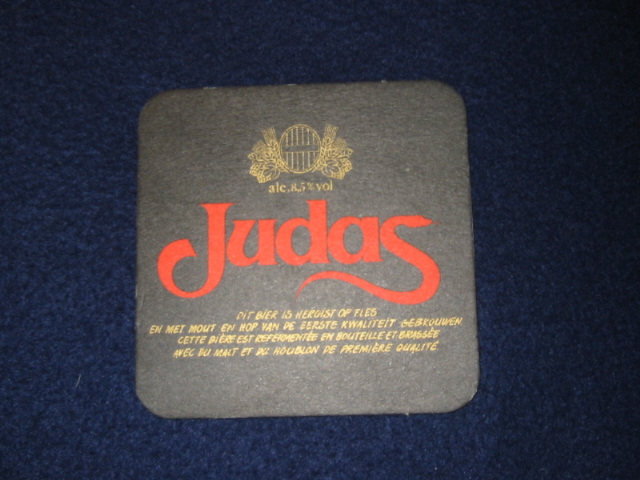 alc. 8,5% vol
Judas
DIT BIER IS HERGIST OP FLES
EN MET MOUT EN HOP VAN DE EERSTE KWALITEIT GEBROUWEN
CETTE BIÈRE EST REFERMENTÉE EN BOUTEILLE ET BRASSÉE
AVEC DU MALT ET DU HOUBLON DE PREMIÈRE QUALITÉ